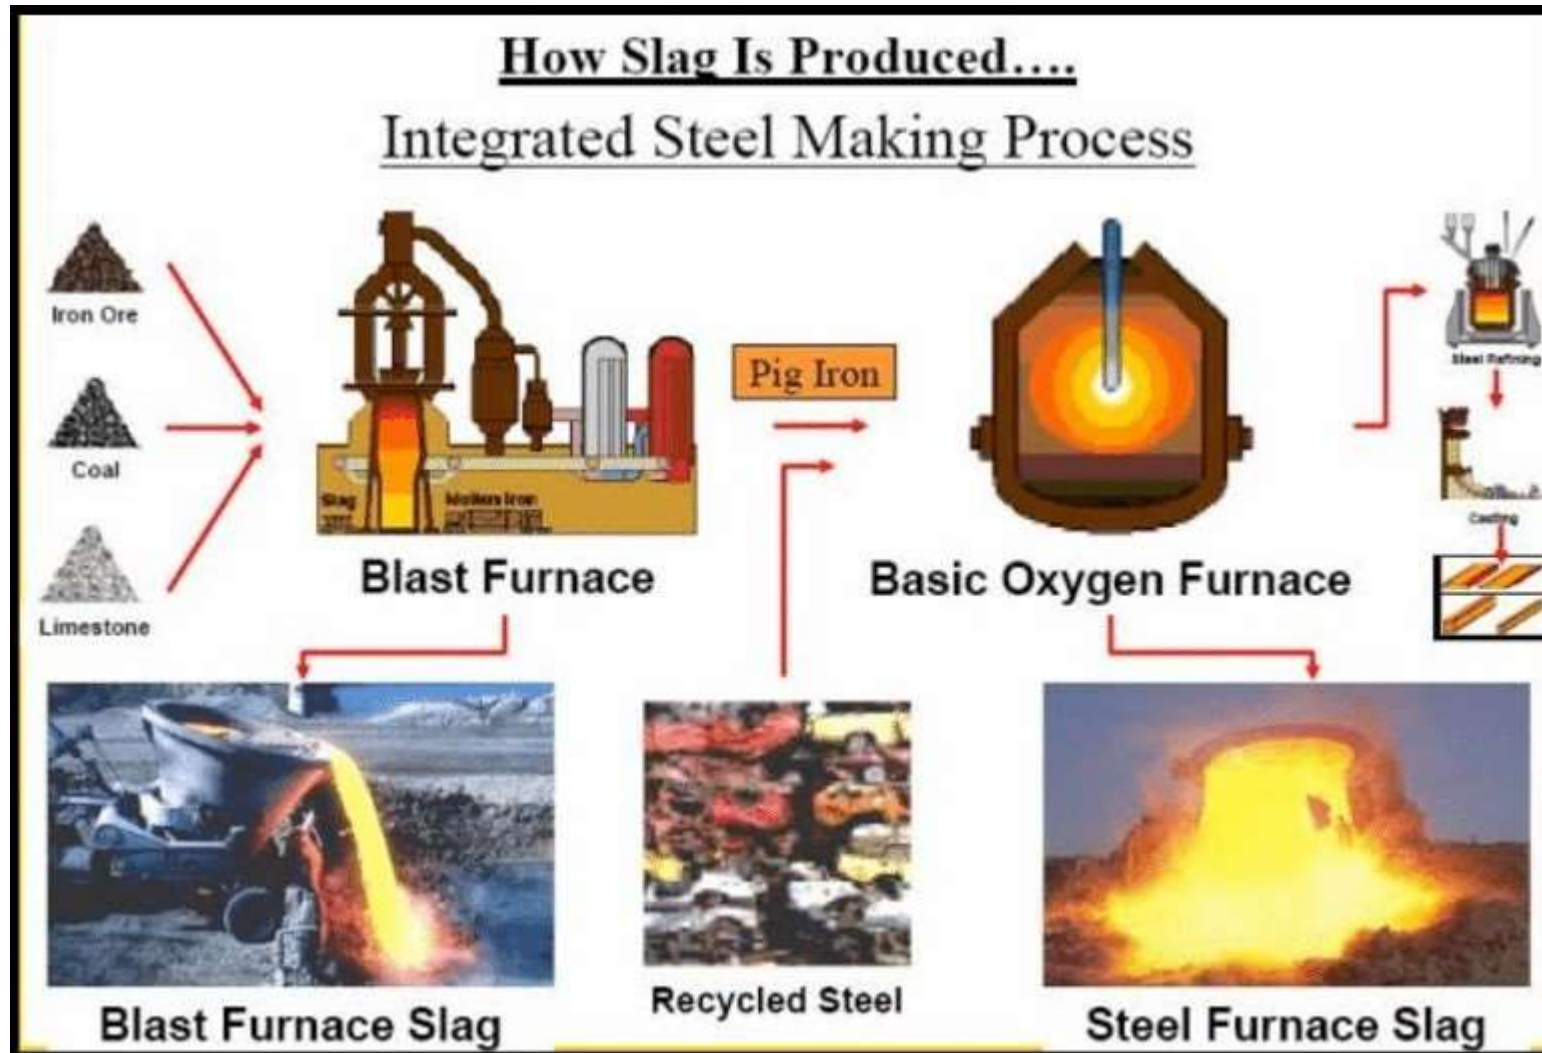 How Slag Is Produced....
Integrated Steel Making Process
Iron Ore
Coal
Limestone
Slag
Molten Iron
Blast Furnace
Pig Iron
Basic Oxygen Furnace
Steel Refining
Casting
Blast Furnace Slag
Recycled Steel
Steel Furnace Slag